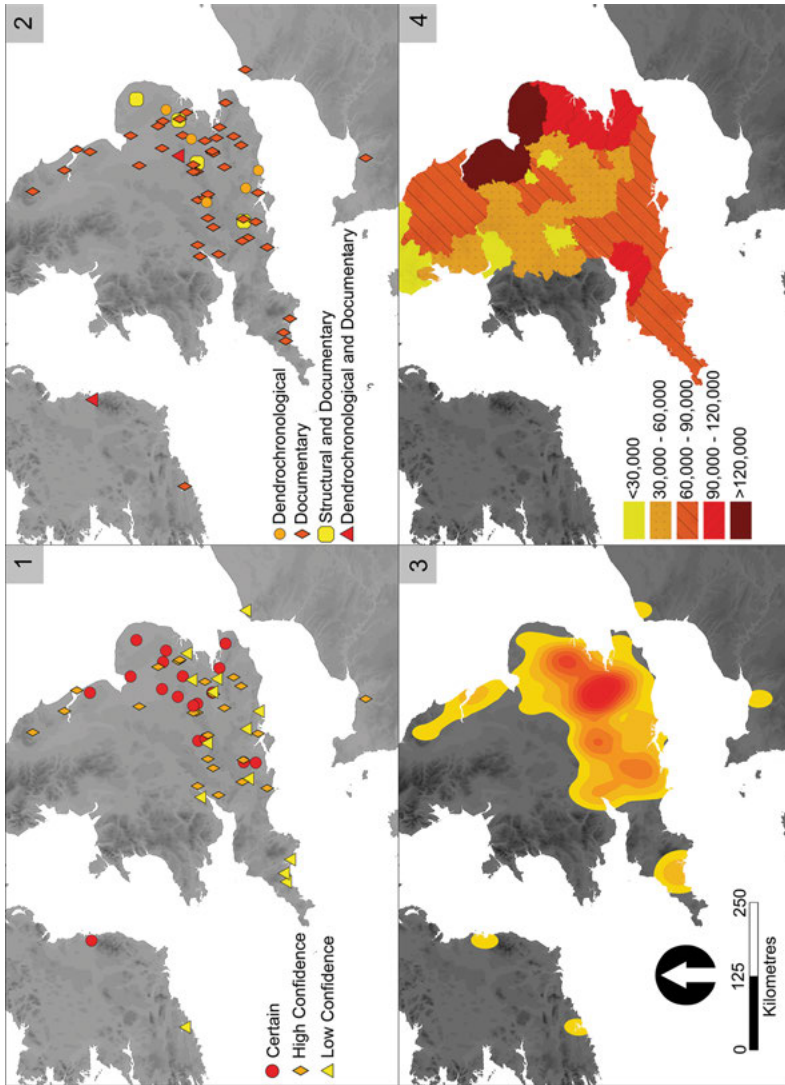 1
Certain
High Confidence
Low Confidence
2
Dendrochronological
Documentary
Structural and Documentary
Dendrochronological and Documentary
3
0 125 250
Kilometres
4
<30,000
30,000 - 60,000
60,000 - 90,000
90,000 - 120,000
>120,000